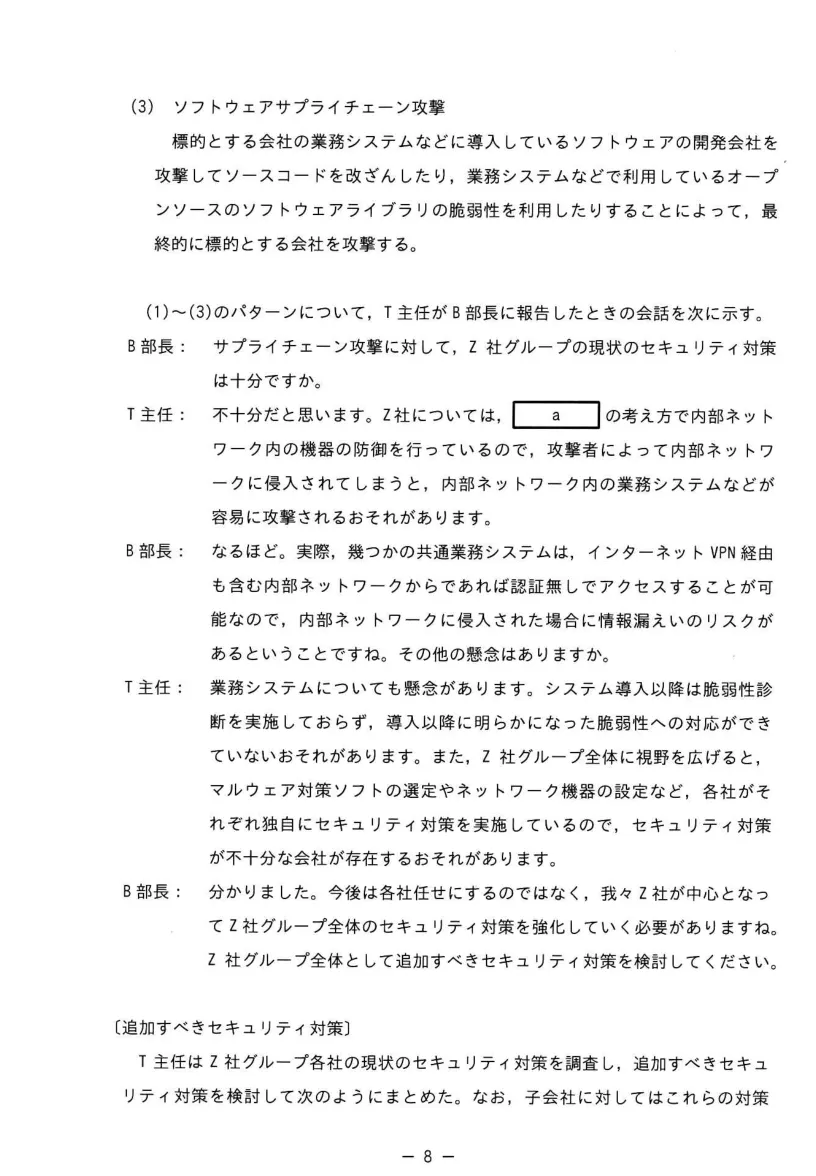 (3) ソフトウェアサプライチェーン攻撃
標的とする会社の業務システムなどに導入しているソフトウェアの開発会社を
攻撃してソースコードを改ざんしたり，業務システムなどで利用しているオープ
ンソースのソフトウェアライブラリの脆弱性を利用したりすることによって，最
終的に標的とする会社を攻撃する。
(1)～(3)のパターンについて，T主任がB部長に報告したときの会話を次に示す。
B部長： サプライチェーン攻撃に対して，Z 社グループの現状のセキュリティ対策
は十分ですか。
T主任： 不十分だと思います。Z社については， a の考え方で内部ネット
ワーク内の機器の防御を行っているので，攻撃者によって内部ネットワ
ークに侵入されてしまうと，内部ネットワーク内の業務システムなどが
容易に攻撃されるおそれがあります。
B部長： なるほど。実際，幾つかの共通業務システムは，インターネット VPN 経由
も含む内部ネットワークからであれば認証無しでアクセスすることが可
能なので，内部ネットワークに侵入された場合に情報漏えいのリスクが
あるということですね。その他の懸念はありますか。
T主任： 業務システムについても懸念があります。システム導入以降は脆弱性診
断を実施しておらず，導入以降に明らかになった脆弱性への対応ができ
ていないおそれがあります。また，Z 社グループ全体に視野を広げると，
マルウェア対策ソフトの選定やネットワーク機器の設定など，各社がそ
れぞれ独自にセキュリティ対策を実施しているので，セキュリティ対策
が不十分な会社が存在するおそれがあります。
B部長： 分かりました。今後は各社任せにするのではなく，我々Z社が中心となっ
てZ社グループ全体のセキュリティ対策を強化していく必要がありますね。
Z 社グループ全体として追加すべきセキュリティ対策を検討してください。
〔追加すべきセキュリティ対策〕
T主任はZ社グループ各社の現状のセキュリティ対策を調査し，追加すべきセキュ
リティ対策を検討して次のようにまとめた。なお，子会社に対してはこれらの対策
－ 8 －